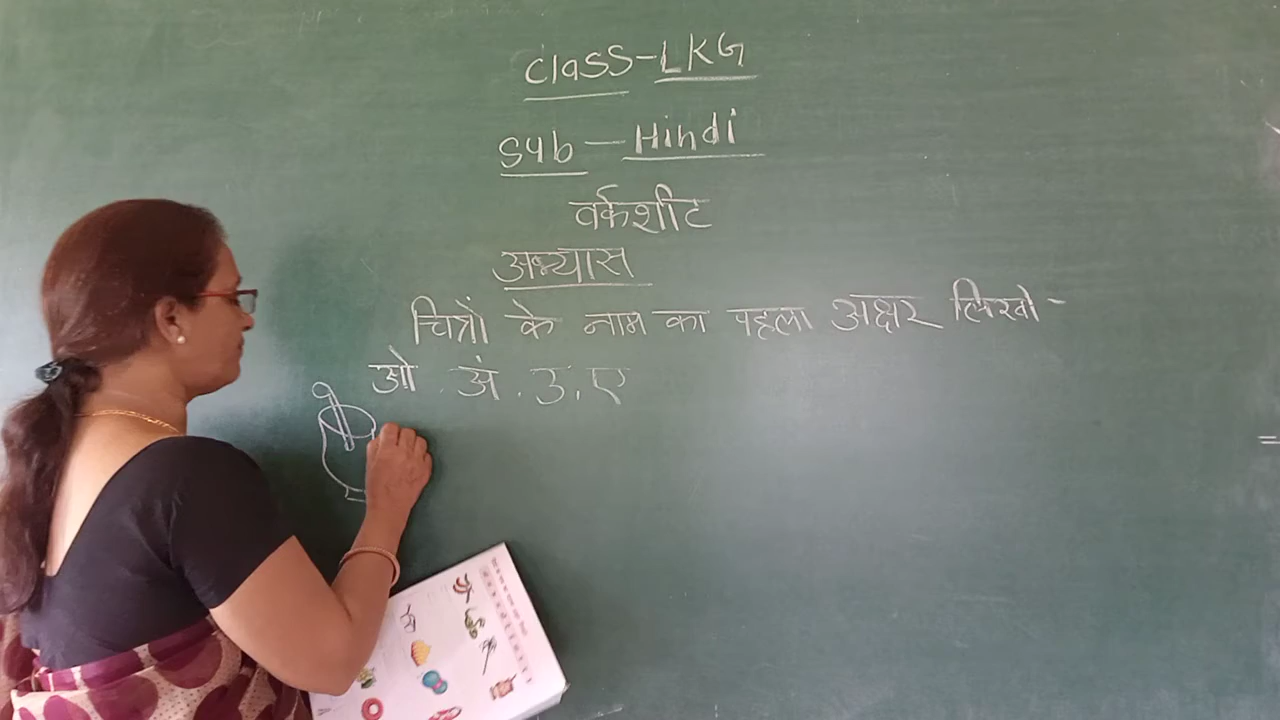 Class-LKG
Sub-Hindi
वर्कशीट
अभ्यास
चित्रों के नाम का पहला अक्षर लिखो-
ओ . अं . उ . ए